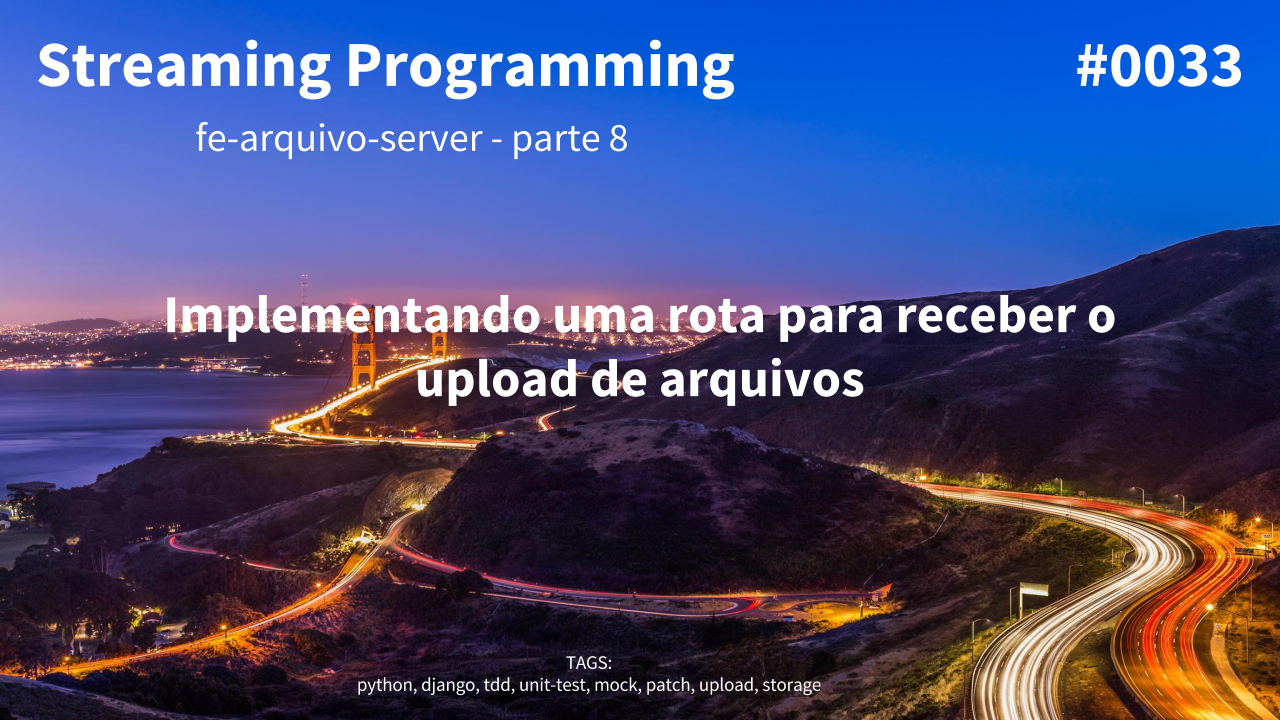 Streaming Programming
#0033
fe-arquivo-server - parte 8
Implementando uma rota para receber o
upload de arquivos
TAGS:
python, django, tdd, unit-test, mock, patch, upload, storage